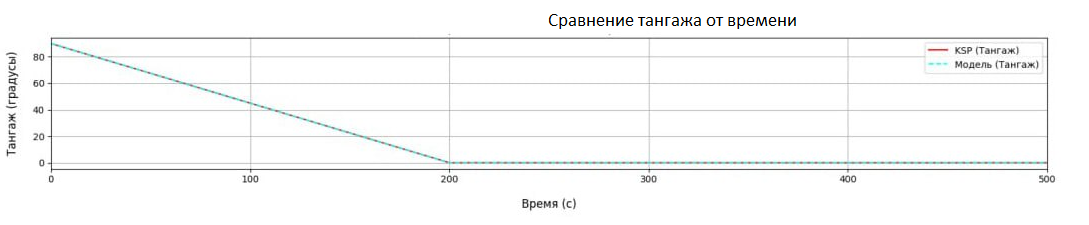 Сравнение тангажа от времени
KSP (Тангаж)
Модель (Тангаж)
Тангаж (градусы)
80
60
40
20
0
0 100 200 300 400 500
Время (с)